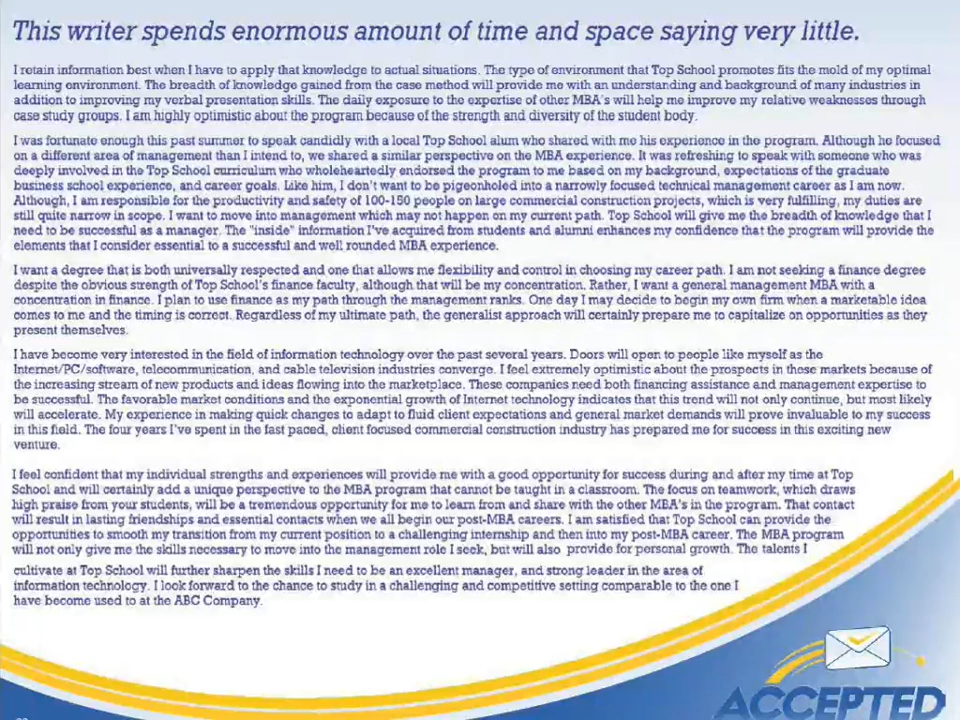 This writer spends enormous amount of time and space saying very little.
I retain information best when I have to apply that knowledge to actual situations. The type of environment that Top School promotes fits the mold of my optimal
learning environment. The breadth of knowledge gained from the case method will provide me with an understanding and background of many industries in
addition to improving my verbal presentation skills. The daily exposure to the expertise of other MBA's will help me improve my relative weaknesses through
case study groups. I am highly optimistic about the program because of the strength and diversity of the student body.
I was fortunate enough this past summer to speak candidly with a local Top School alum who shared with me his experience in the program. Although he focused
on a different area of management than I intend to, we shared a similar perspective on the MBA experience. It was refreshing to speak with someone who was
deeply involved in the Top School curriculum who wholeheartedly endorsed the program to me based on my background, expectations of the graduate
business school experience, and career goals. Like him, I don't want to be pigeonholed into a narrowly focused technical management career as I am now.
Although, I am responsible for the productivity and safety of 100-150 people on large commercial construction projects, which is very fulfilling, my duties are
still quite narrow in scope. I want to move into management which may not happen on my current path. Top School will give me the breadth of knowledge that I
need to be successful as a manager. The "inside" information I've acquired from students and alumni enhances my confidence that the program will provide the
elements that I consider essential to a successful and well rounded MBA experience.
I want a degree that is both universally respected and one that allows me flexibility and control in choosing my career path. I am not seeking a finance degree
despite the obvious strength of Top School's finance faculty, although that will be my concentration. Rather, I want a general management MBA with a
concentration in finance. I plan to use finance as my path through the management ranks. One day I may decide to begin my own firm when a marketable idea
comes to me and the timing is correct. Regardless of my ultimate path, the generalist approach will certainly prepare me to capitalize on opportunities as they
present themselves.
I have become very interested in the field of information technology over the past several years. Doors will open to people like myself as the
Internet/PC/software, telecommunication, and cable television industries converge. I feel extremely optimistic about the prospects in these markets because of
the increasing stream of new products and ideas flowing into the marketplace. These companies need both financing assistance and management expertise to
be successful. The favorable market conditions and the exponential growth of Internet technology indicates that this trend will not only continue, but most likely
will accelerate. My experience in making quick changes to adapt to fluid client expectations and general market demands will prove invaluable to my success
in this field. The four years I've spent in the fast paced, client focused commercial construction industry has prepared me for success in this exciting new
venture.
I feel confident that my individual strengths and experiences will provide me with a good opportunity for success during and after my time at Top
School and will certainly add a unique perspective to the MBA program that cannot be taught in a classroom. The focus on teamwork, which draws
high praise from your students, will be a tremendous opportunity for me to learn from and share with the other MBA's in the program. That contact
will result in lasting friendships and essential contacts when we all begin our post-MBA careers. I am satisfied that Top School can provide the
opportunities to smooth my transition from my current position to a challenging internship and then into my post-MBA career. The MBA program
will not only give me the skills necessary to move into the management role I seek, but will also provide for personal growth. The talents I
cultivate at Top School will further sharpen the skills I need to be an excellent manager, and strong leader in the area of
information technology. I look forward to the chance to study in a challenging and competitive setting comparable to the one I
have become used to at the ABC Company.
ACCEPTED